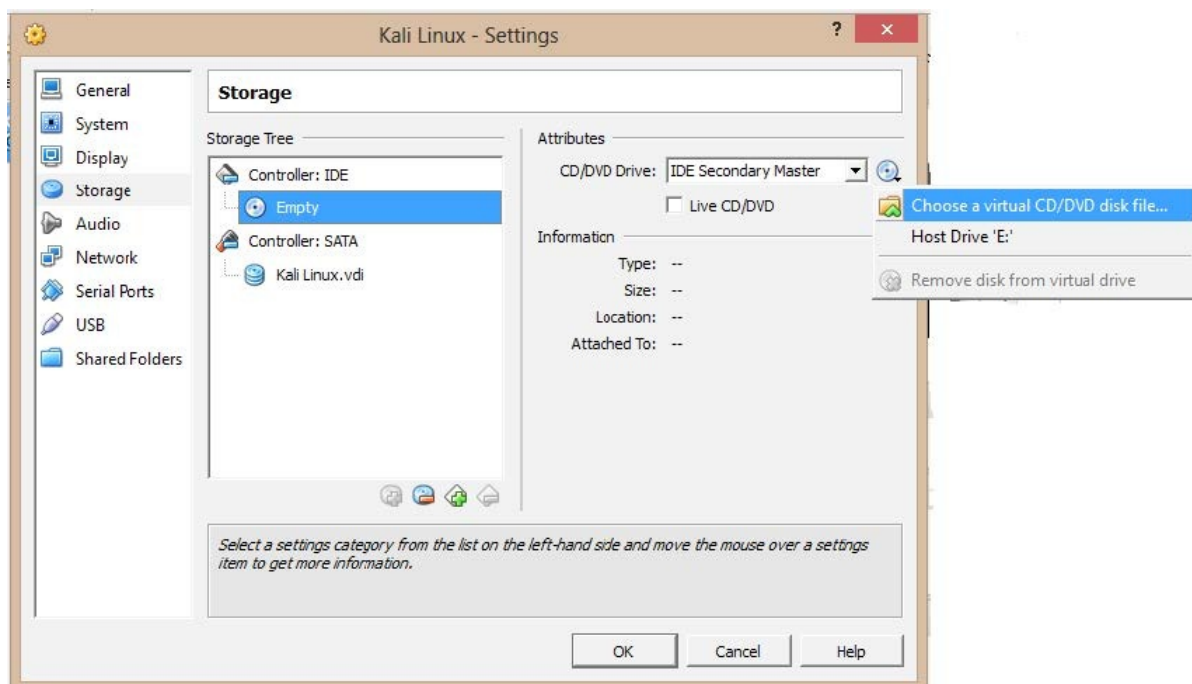 Kali Linux - Settings
?
×
General
System
Display
Storage
Audio
Network
Serial Ports
USB
Shared Folders
Storage
Storage Tree
Controller: IDE
Empty
Controller: SATA
Kali Linux.vdi
Attributes
CD/DVD Drive: IDE Secondary Master
Live CD/DVD
Information
Type: --
Size: --
Location: --
Attached To: --
Choose a virtual CD/DVD disk file...
Host Drive 'E:'
Remove disk from virtual drive
Select a settings category from the list on the left-hand side and move the mouse over a settings
item to get more information.
OK
Cancel
Help